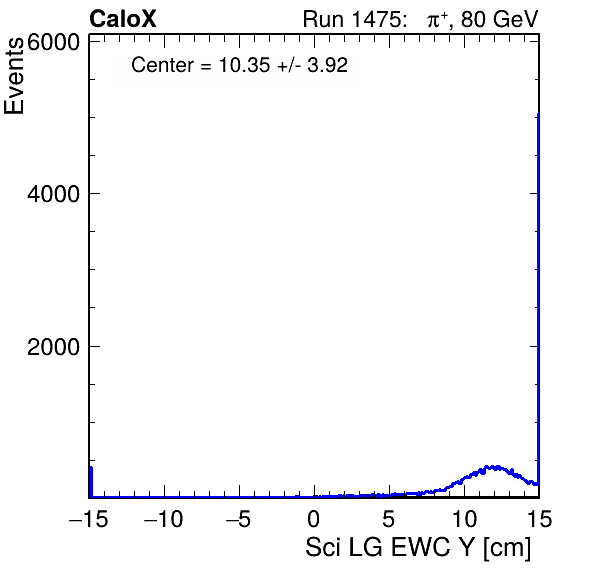 CaloX
Run 1475: π⁺, 80 GeV
Events
6000
Center = 10.35 +/- 3.92
4000
2000
−15 −10 −5 0 5 10 15
Sci LG EWC Y [cm]